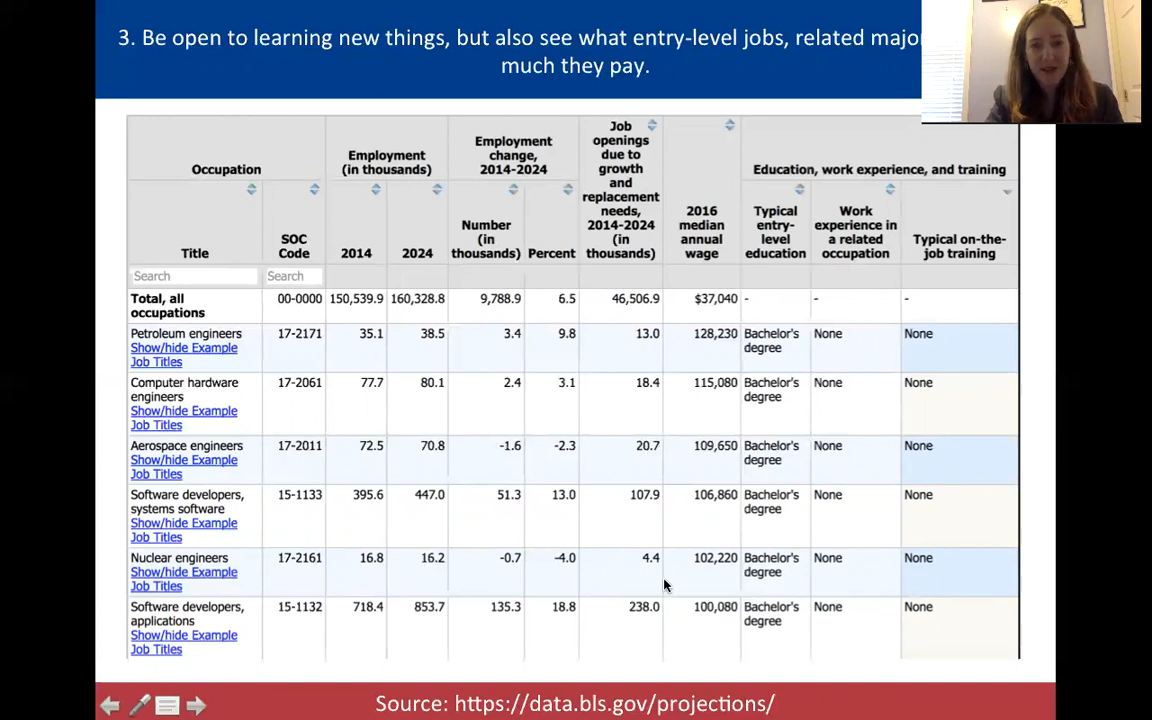 3. Be open to learning new things, but also see what entry-level jobs, related
much they pay.
Occupation
Employment
(in thousands)
Employment
change,
2014-2024
Job
openings
due to
growth
and
replacement
needs,
2014-2024
(in
thousands)
2016
median
annual
wage
Education, work experience, and training
Title
SOC
Code
2014
2024
Number
(in
thousands)
Percent
Typical
entry-
level
education
Work
experience in
a related
occupation
Typical on-the-
job training
Search
Search
Total, all
occupations
00-0000 150,539.9 160,328.8 9,788.9 6.5 46,506.9 $37,040 - - -
Petroleum engineers 17-2171 35.1 38.5 3.4 9.8 13.0 128,230 Bachelor's None None
Show/hide Example degree
Job Titles
Computer hardware 17-2061 77.7 80.1 2.4 3.1 18.4 115,080 Bachelor's None None
engineers degree
Show/hide Example
Job Titles
Aerospace engineers 17-2011 72.5 70.8 -1.6 -2.3 20.7 109,650 Bachelor's None None
Show/hide Example degree
Job Titles
Software developers, 15-1133 395.6 447.0 51.3 13.0 107.9 106,860 Bachelor's None None
systems software degree
Show/hide Example
Job Titles
Nuclear engineers 17-2161 16.8 16.2 -0.7 -4.0 4.4 102,220 Bachelor's None None
Show/hide Example degree
Job Titles
Software developers, 15-1132 718.4 853.7 135.3 18.8 238.0 100,080 Bachelor's None None
applications degree
Show/hide Example
Job Titles
Source: https://data.bls.gov/projections/